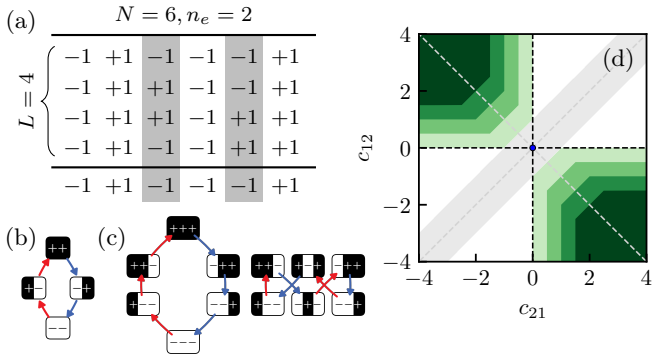 (a) N = 6, n_e = 2
L = 4
−1 +1 −1 −1 −1 +1
−1 +1 +1 −1 −1 +1
−1 +1 +1 −1 +1 +1
−1 +1 −1 −1 +1 +1
−1 +1 −1 −1 −1 +1
(b)
++
+− −+
−−
(c)
+++
++− −++
+−− −−+
−−−
++− +−+ −++
+−− −+− −−+
(d)
4
2
0
−2
−4
c₁₂
−4 −2 0 2 4
c₂₁